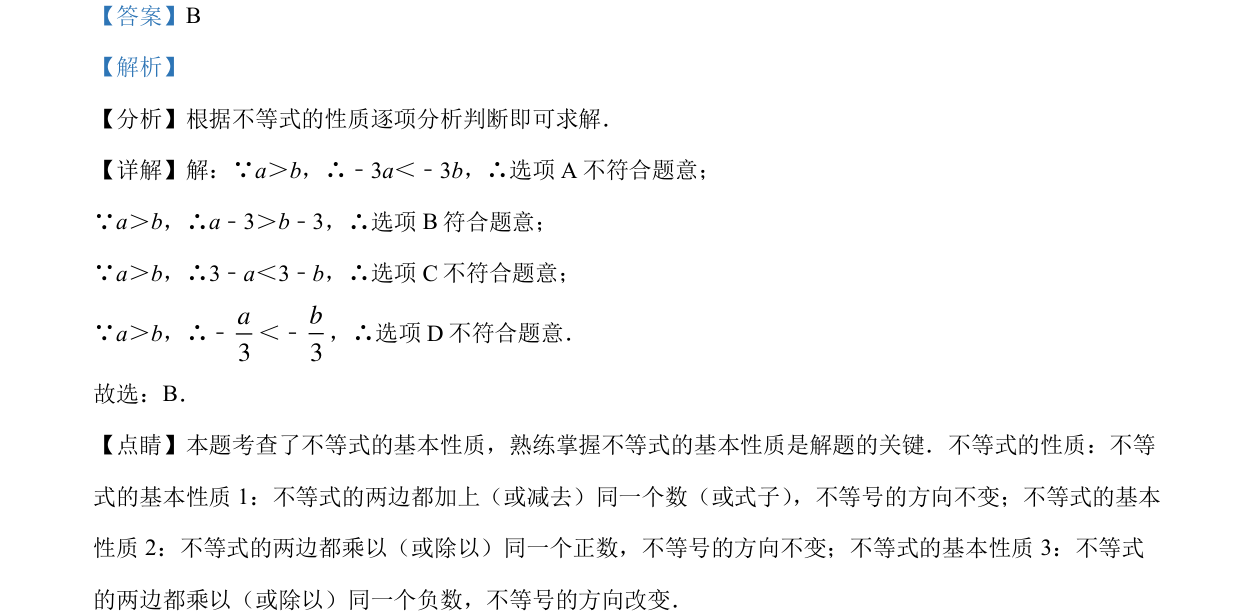 【答案】B
【解析】
【分析】根据不等式的性质逐项分析判断即可求解．
【详解】解：∵a＞b，∴﹣3a＜﹣3b，∴选项 A 不符合题意；
∵a＞b，∴a﹣3＞b﹣3，∴选项 B 符合题意；
∵a＞b，∴3﹣a＜3﹣b，∴选项 C 不符合题意；
∵a＞b，∴﹣a/3＜﹣b/3，∴选项 D 不符合题意．
故选：B．
【点睛】本题考查了不等式的基本性质，熟练掌握不等式的基本性质是解题的关键．不等式的性质：不等
式的基本性质 1：不等式的两边都加上（或减去）同一个数（或式子），不等号的方向不变；不等式的基本
性质 2：不等式的两边都乘以（或除以）同一个正数，不等号的方向不变；不等式的基本性质 3：不等式
的两边都乘以（或除以）同一个负数，不等号的方向改变．